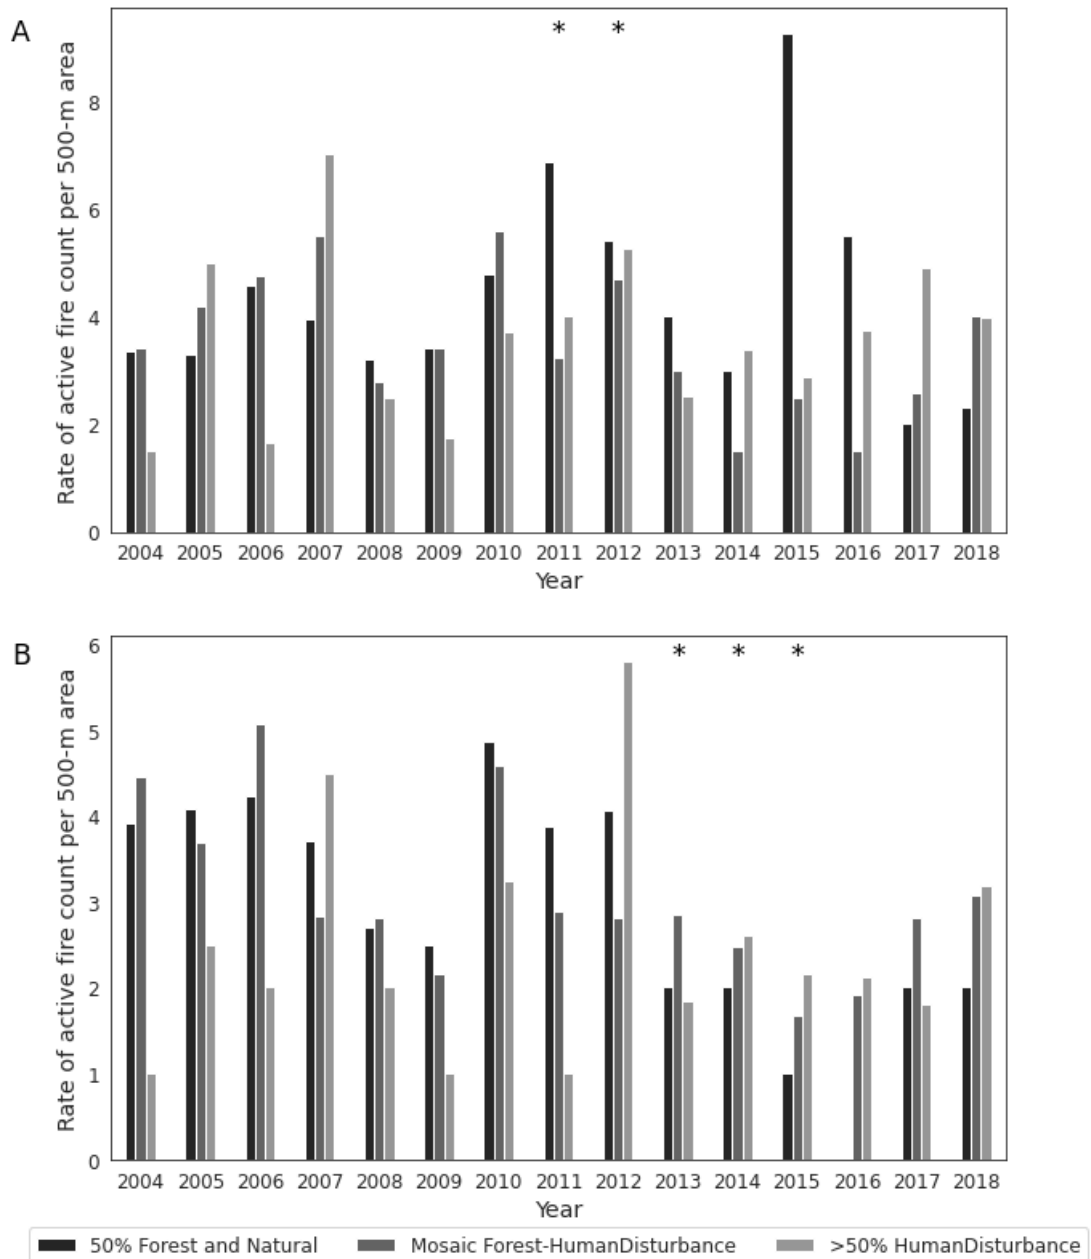 A
* *
Rate of active fire count per 500-m area
8
6
4
2
0
2004 2005 2006 2007 2008 2009 2010 2011 2012 2013 2014 2015 2016 2017 2018
Year
B
* * *
Rate of active fire count per 500-m area
6
5
4
3
2
1
0
2004 2005 2006 2007 2008 2009 2010 2011 2012 2013 2014 2015 2016 2017 2018
Year
50% Forest and Natural Mosaic Forest-HumanDisturbance >50% HumanDisturbance